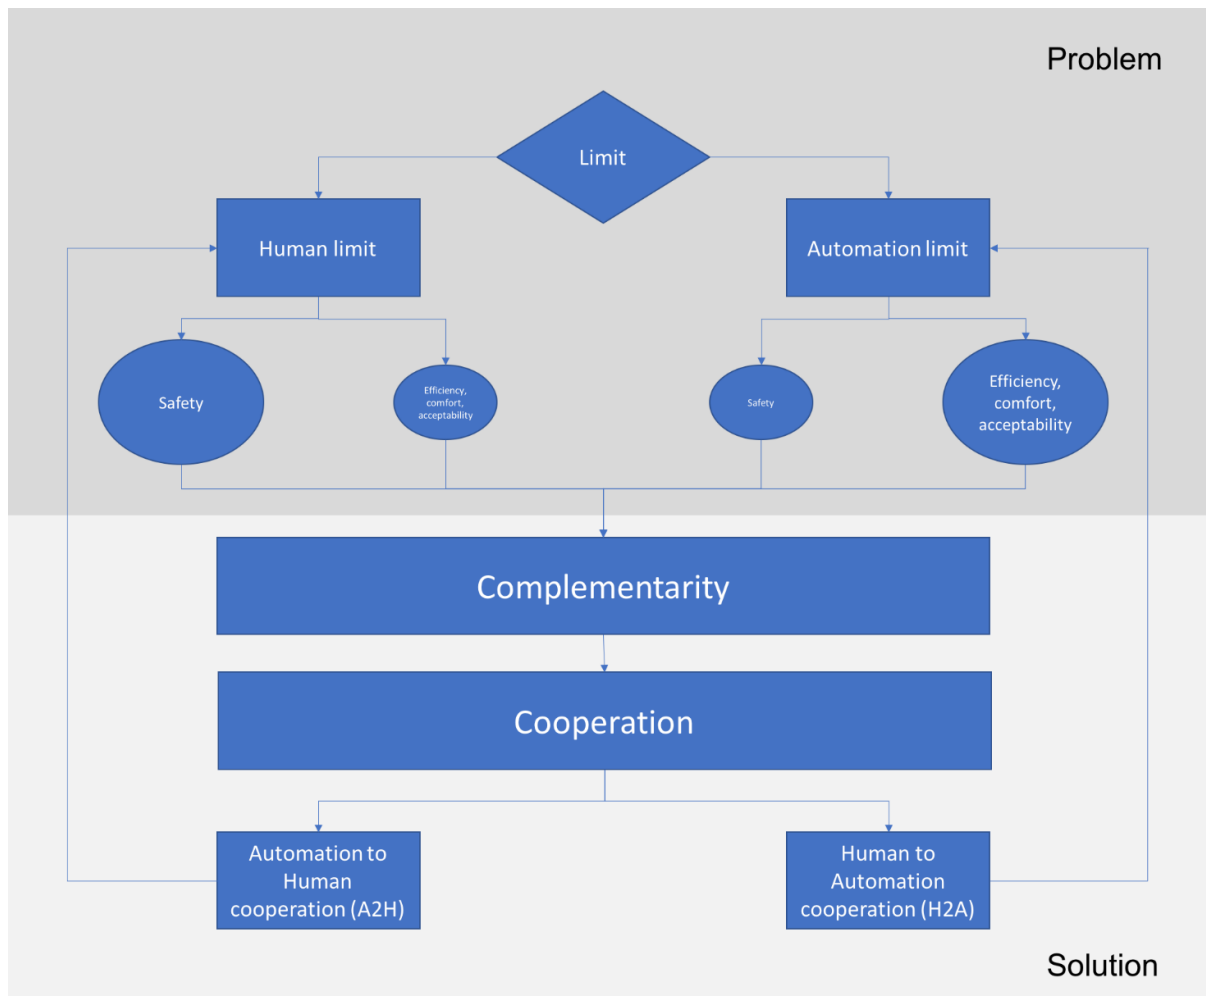 Problem
Limit
Human limit
Automation limit
Safety
Efficiency,
comfort,
acceptability
Safety
Efficiency,
comfort,
acceptability
Complementarity
Cooperation
Automation to
Human
cooperation (A2H)
Human to
Automation
cooperation (H2A)
Solution